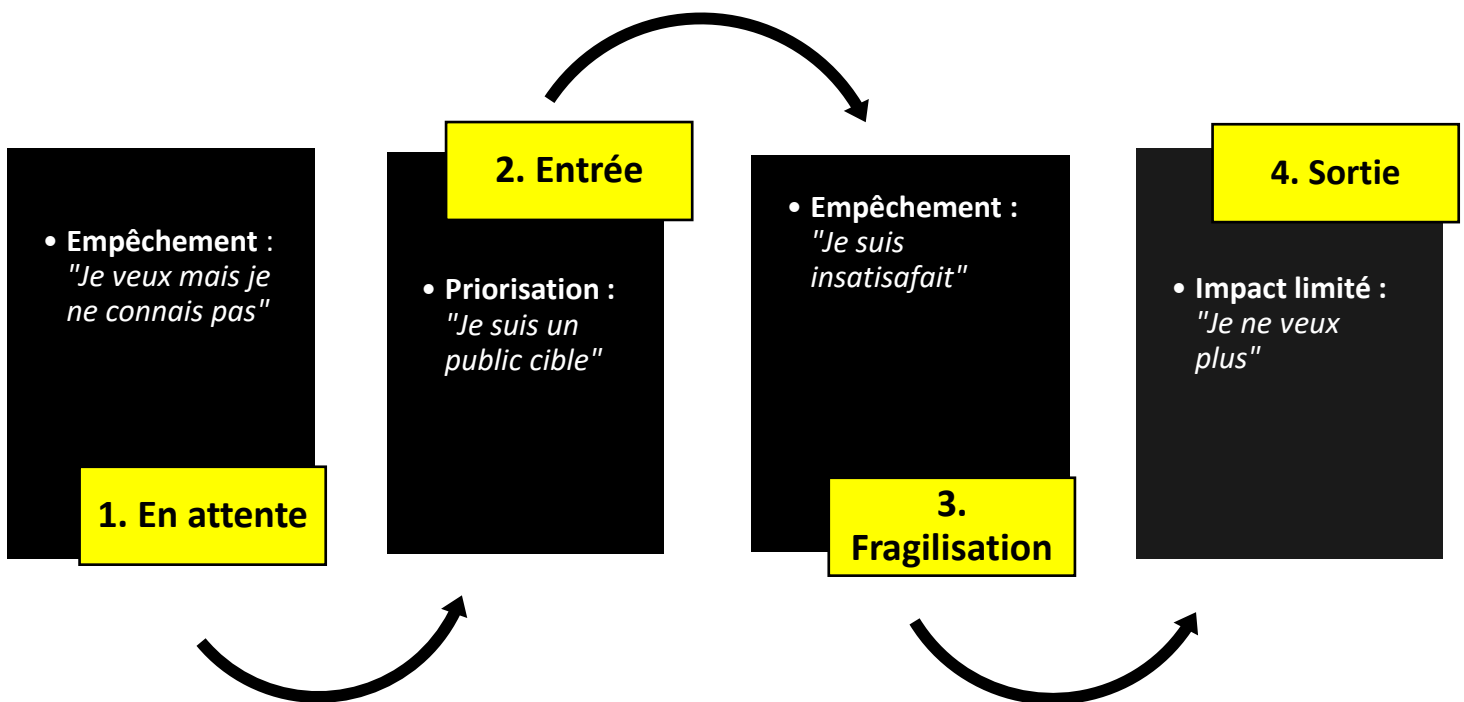 • Empêchement :
"Je veux mais je
ne connais pas"
1. En attente
2. Entrée
• Priorisation :
"Je suis un
public cible"
• Empêchement :
"Je suis
insatisafait"
3.
Fragilisation
4. Sortie
• Impact limité :
"Je ne veux
plus"